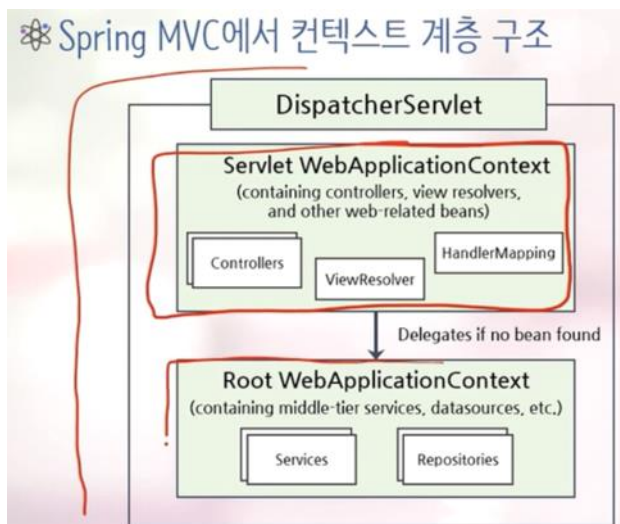 Spring MVC에서 컨텍스트 계층 구조
DispatcherServlet
Servlet WebApplicationContext
(containing controllers, view resolvers,
and other web-related beans)
Controllers
ViewResolver
HandlerMapping
Delegates if no bean found
Root WebApplicationContext
(containing middle-tier services, datasources, etc.)
Services
Repositories